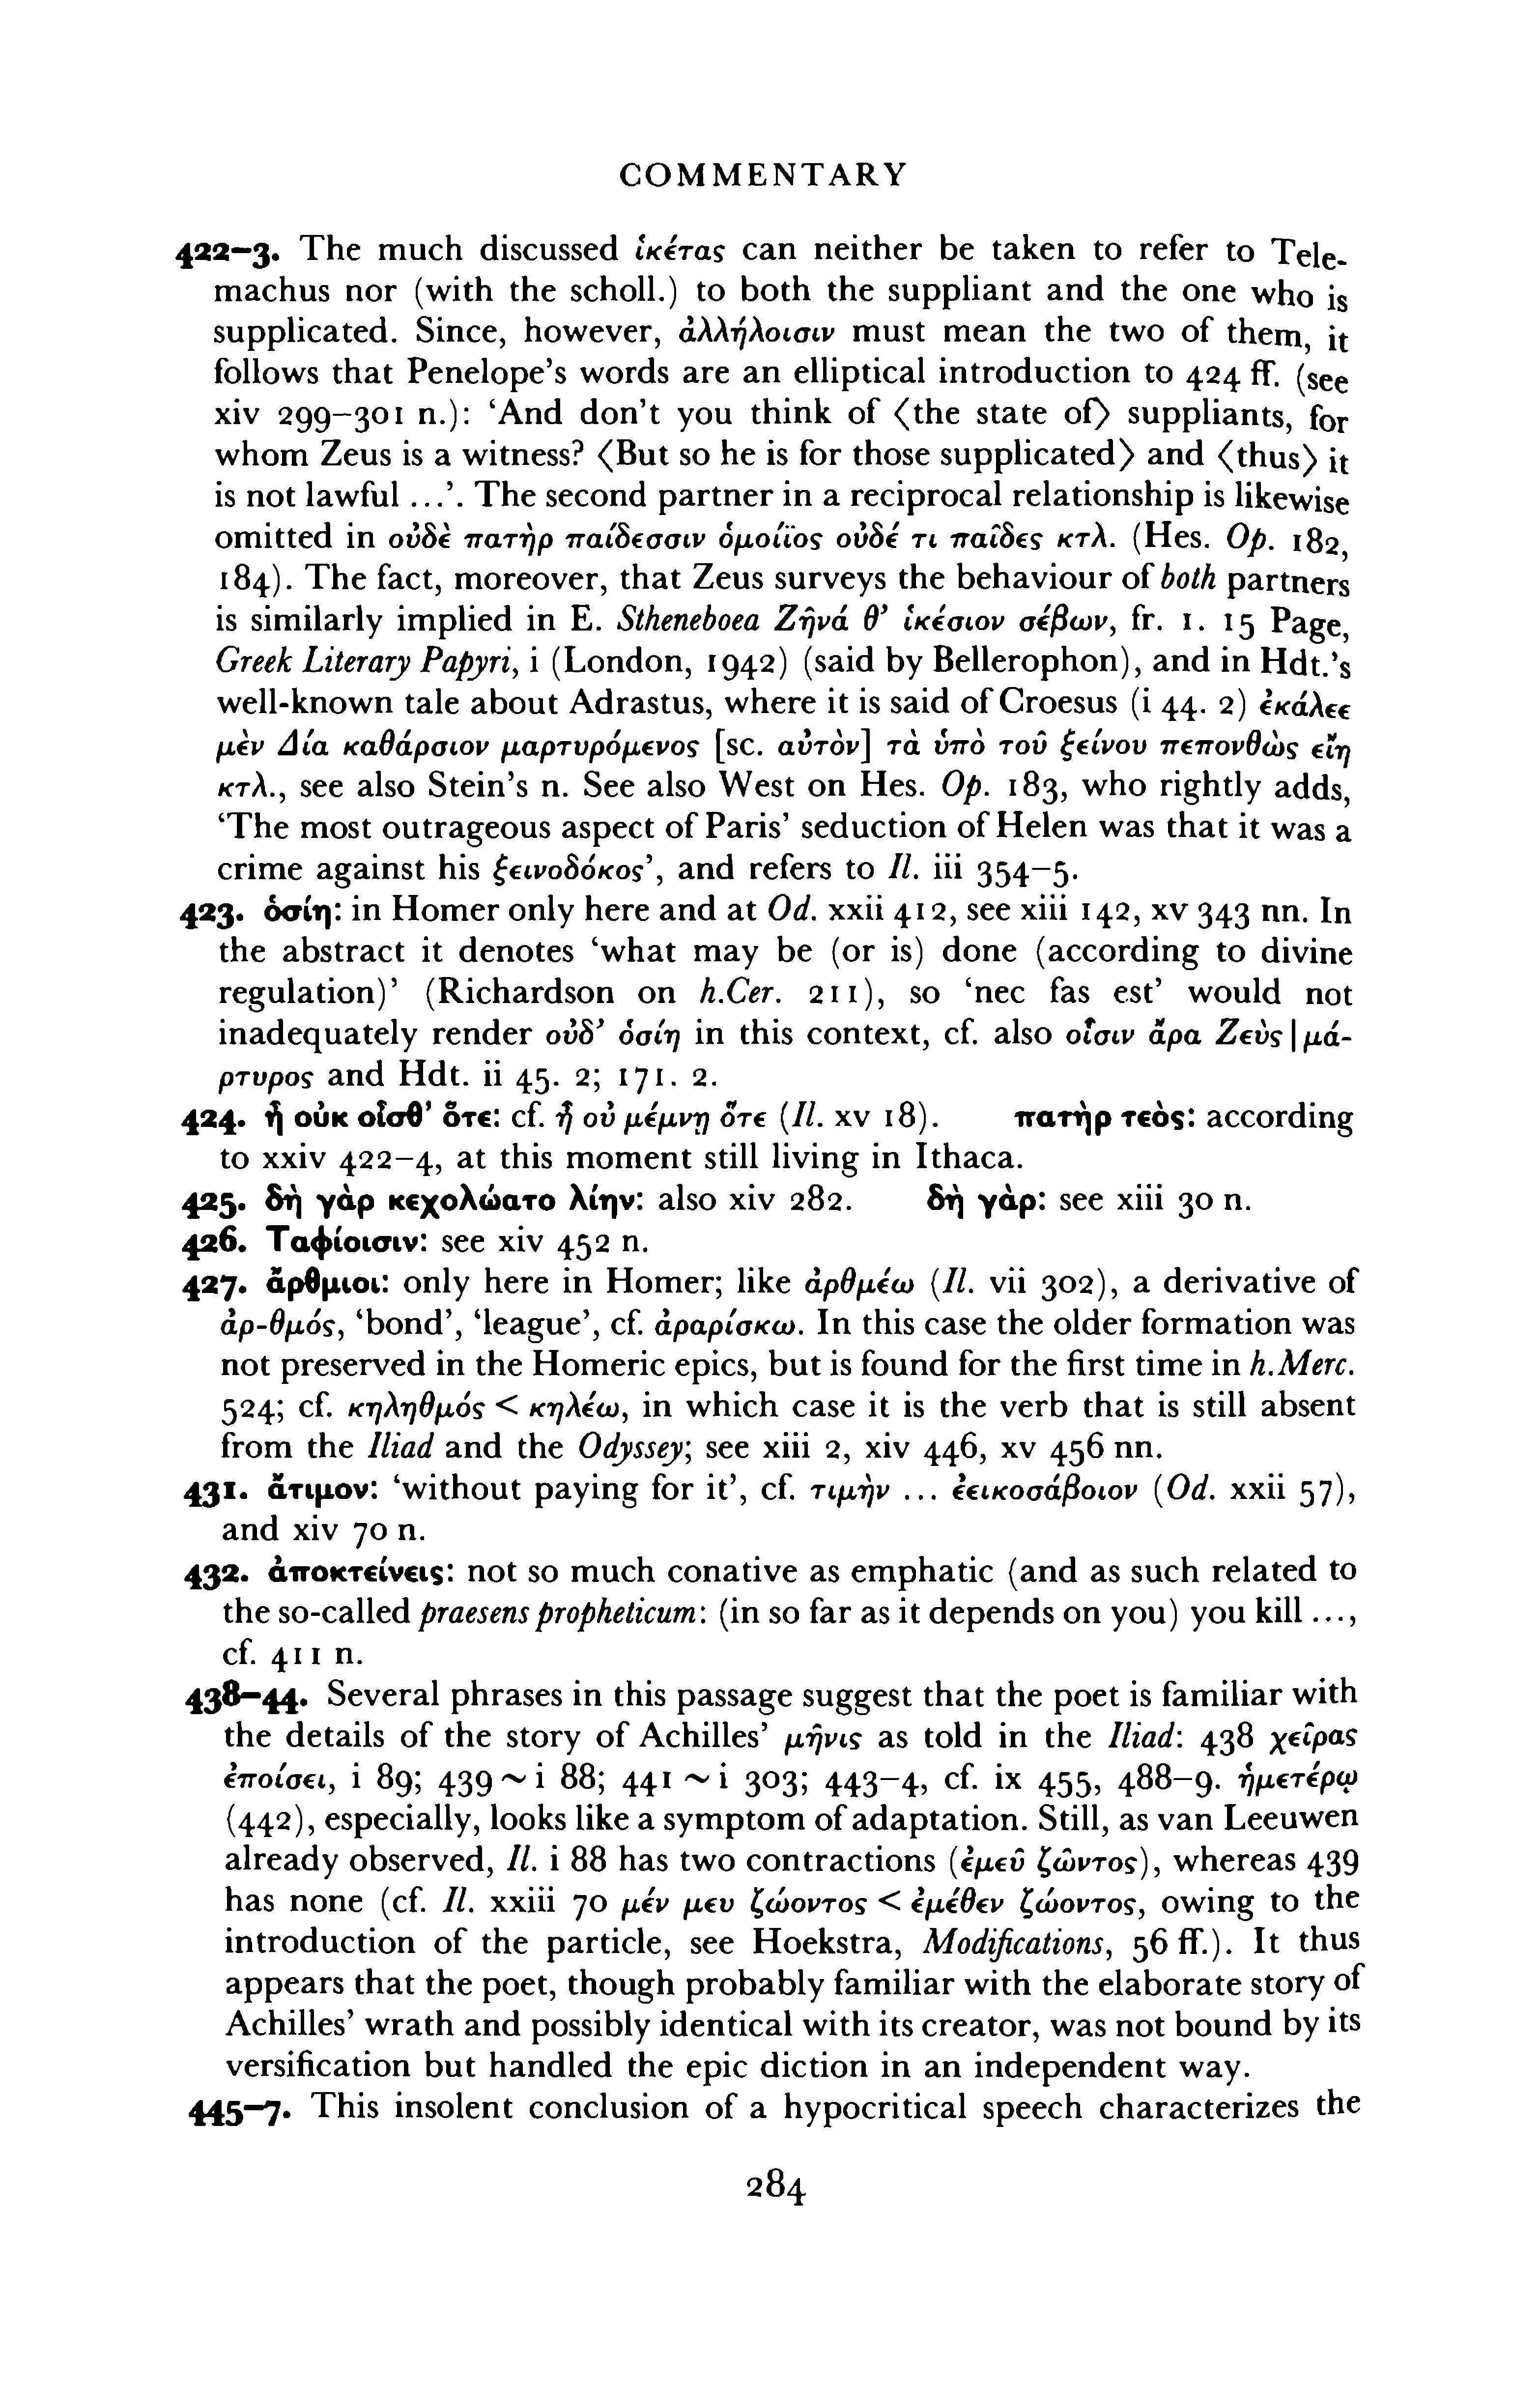 COMMENTARY
422–3. The much discussed ἱκέτας can neither be taken to refer to Tele-
machus nor (with the scholl.) to both the suppliant and the one who is
supplicated. Since, however, ἀλλήλοισιν must mean the two of them, it
follows that Penelope’s words are an elliptical introduction to 424 ff. (see
xiv 299–301 n.): ‘And don’t you think of ⟨the state of⟩ suppliants, for
whom Zeus is a witness? ⟨But so he is for those supplicated⟩ and ⟨thus⟩ it
is not lawful ...’. The second partner in a reciprocal relationship is likewise
omitted in οὐδὲ πατὴρ παίδεσσιν ὁμοίϊος οὐδέ τι παῖδες κτλ. (Hes. Op. 182,
184). The fact, moreover, that Zeus surveys the behaviour of both partners
is similarly implied in E. Stheneboea Ζῆνά θ’ ἱκέσιον σέβων, fr. 1. 15 Page,
Greek Literary Papyri, i (London, 1942) (said by Bellerophon), and in Hdt.’s
well-known tale about Adrastus, where it is said of Croesus (i 44. 2) ἐκάλεε
μὲν Δία καθάρσιον μαρτυρόμενος [sc. αὐτὸν] τὰ ὑπὸ τοῦ ξείνου πεπονθὼς εἴη
κτλ., see also Stein’s n. See also West on Hes. Op. 183, who rightly adds,
‘The most outrageous aspect of Paris’ seduction of Helen was that it was a
crime against his ξεινοδόκος’, and refers to Il. iii 354–5.
423. ὁσίη: in Homer only here and at Od. xxii 412, see xiii 142, xv 343 nn. In
the abstract it denotes ‘what may be (or is) done (according to divine
regulation)’ (Richardson on h.Cer. 211), so ‘nec fas est’ would not
inadequately render οὐδ’ ὁσίη in this context, cf. also οἷσιν ἄρα Ζεὺς | μά-
ρτυρος and Hdt. ii 45. 2; 171. 2.
424. ἦ οὐκ οἶσθ’ ὅτε: cf. ἦ οὐ μέμνῃ ὅτε (Il. xv 18). πατὴρ τεὸς: according
to xxiv 422–4, at this moment still living in Ithaca.
425. δὴ γὰρ κεχολώατο λίην: also xiv 282. δὴ γὰρ: see xiii 30 n.
426. Ταφίοισιν: see xiv 452 n.
427. ἄρθμιοι: only here in Homer; like ἀρθμέω (Il. vii 302), a derivative of
ἀρ-θμός, ‘bond’, ‘league’, cf. ἀραρίσκω. In this case the older formation was
not preserved in the Homeric epics, but is found for the first time in h.Merc.
524; cf. κηληθμός < κηλέω, in which case it is the verb that is still absent
from the Iliad and the Odyssey; see xiii 2, xiv 446, xv 456 nn.
431. ἄτιμον: ‘without paying for it’, cf. τιμὴν ... ἐεικοσάβοιον (Od. xxii 57),
and xiv 70 n.
432. ἀποκτείνεις: not so much conative as emphatic (and as such related to
the so-called praesens propheticum: (in so far as it depends on you) you kill ...,
cf. 411 n.
438–44. Several phrases in this passage suggest that the poet is familiar with
the details of the story of Achilles’ μῆνις as told in the Iliad: 438 χεῖρας
ἐποίσει, i 89; 439 ~ i 88; 441 ~ i 303; 443–4, cf. ix 455, 488–9. ἡμετέρῳ
(442), especially, looks like a symptom of adaptation. Still, as van Leeuwen
already observed, Il. i 88 has two contractions (ἐμεῦ ζῶντος), whereas 439
has none (cf. Il. xxiii 70 μέν μευ ζώοντος < ἐμέθεν ζώοντος, owing to the
introduction of the particle, see Hoekstra, Modifications, 56 ff.). It thus
appears that the poet, though probably familiar with the elaborate story of
Achilles’ wrath and possibly identical with its creator, was not bound by its
versification but handled the epic diction in an independent way.
445–7. This insolent conclusion of a hypocritical speech characterizes the
284